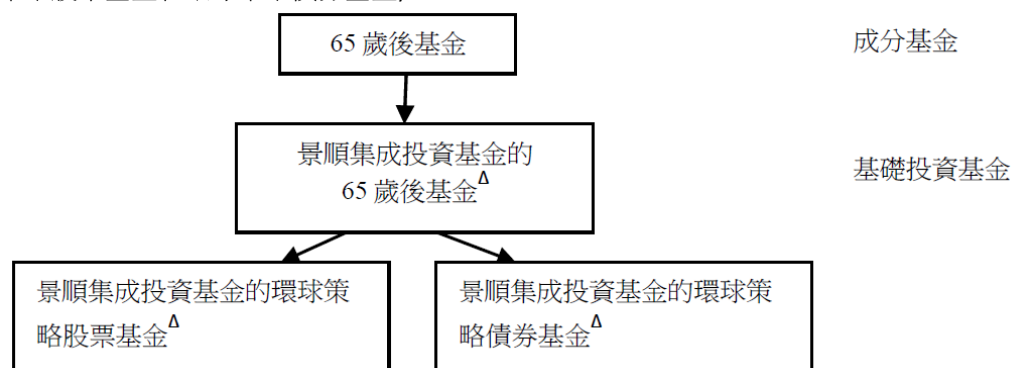 65 歲後基金
成分基金
景順集成投資基金的
65 歲後基金Δ
基礎投資基金
景順集成投資基金的環球策
略股票基金Δ
景順集成投資基金的環球策
略債券基金Δ